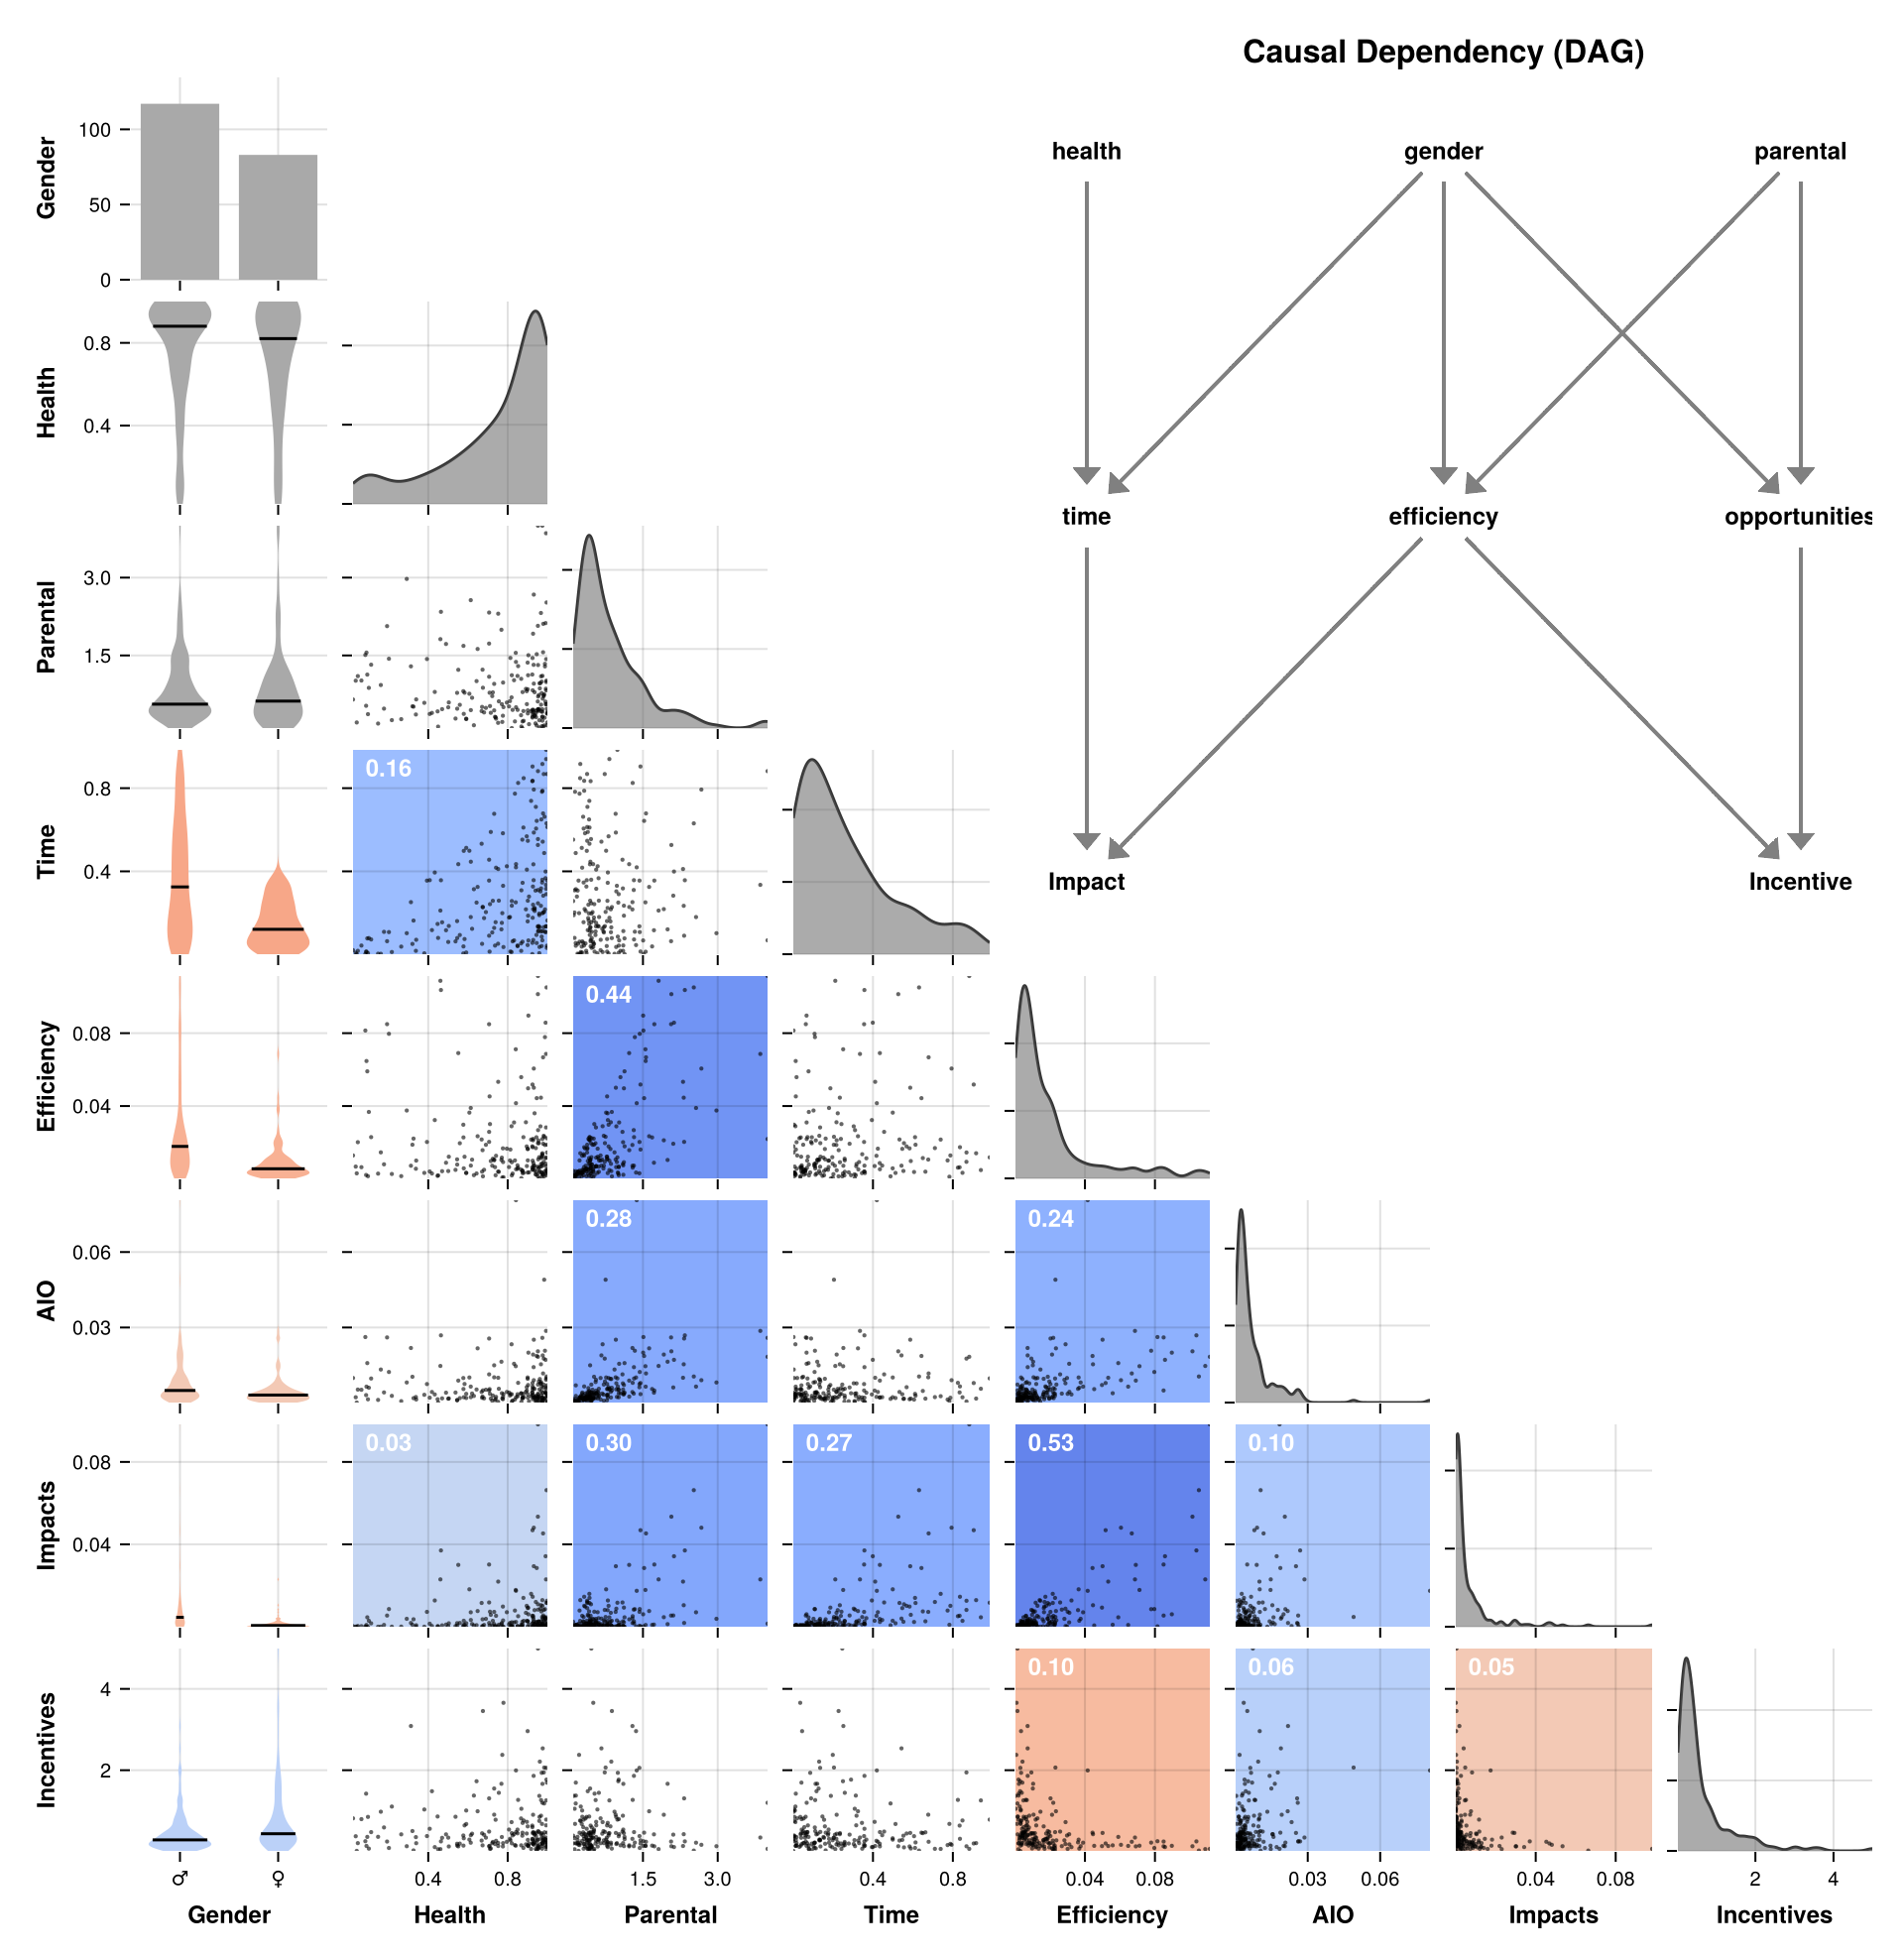 Causal Dependency (DAG)
health gender parental
time efficiency opportunities
Impact Incentive
Gender
100
50
0
Health
0.8
0.4
Parental
3.0
1.5
Time
0.8
0.4
0.16
Efficiency
0.08
0.04
0.44
AIO
0.06
0.03
0.28 0.24
Impacts
0.08
0.04
0.03 0.30 0.27 0.53 0.10
Incentives
4
2
0.10 0.06 0.05
♂ ♀ 0.4 0.8 1.5 3.0 0.4 0.8 0.04 0.08 0.03 0.06 0.04 0.08 2 4
Gender Health Parental Time Efficiency AIO Impacts Incentives